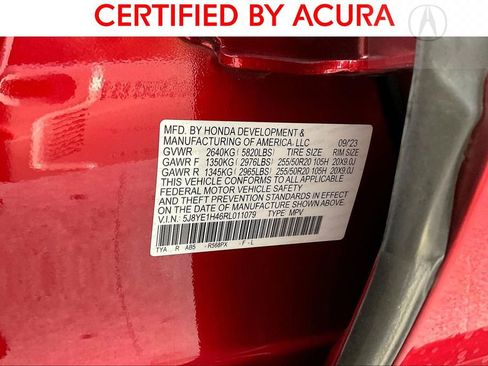 CERTIFIED BY ACURA
MFD. BY HONDA DEVELOPMENT &
MANUFACTURING OF AMERICA, LLC 09/'23
GVWR 2640KG( 5820LBS) TIRE SIZE RIM SIZE
GAWR F 1350KG( 2976LBS) 255/50R20 105H 20X9.0J
GAWR R 1345KG( 2965LBS) 255/50R20 105H 20X9.0J
THIS VEHICLE CONFORMS TO ALL APPLICABLE
FEDERAL MOTOR VEHICLE SAFETY AND
THEFT PREVENTION STANDARDS IN EFFECT ON THE
DATE OF MANUFACTURE SHOWN ABOVE.
V.I.N.: 5J8YE1H46RL011079 TYPE: MPV
TYA R AB5 -R568PX -F -L